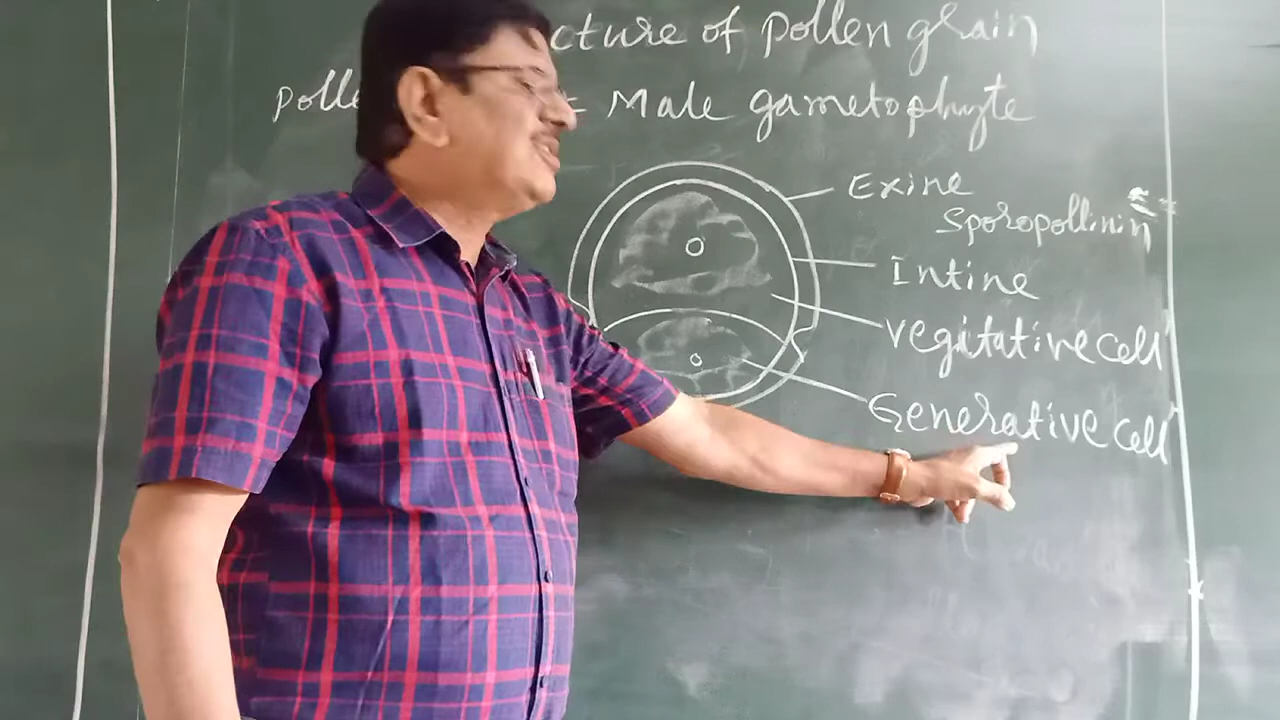 cture of pollen grain
polle = Male gametophyte
Exine
Sporopollinin
Intine
Vegitative cell
Generative cell